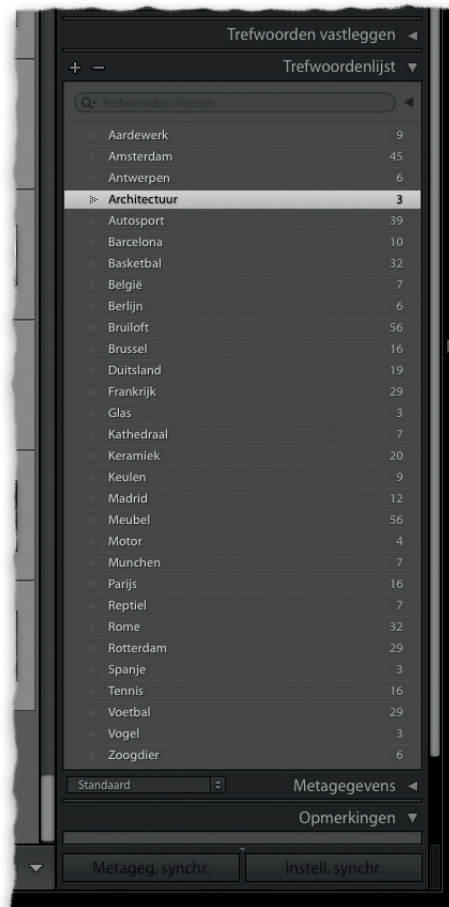 Trefwoorden vastleggen
+ − Trefwoordenlijst
Trefwoorden filteren
Aardewerk 9
Amsterdam 45
Antwerpen 6
Architectuur 3
Autosport 39
Barcelona 10
Basketbal 32
België 7
Berlijn 6
Bruiloft 56
Brussel 16
Duitsland 19
Frankrijk 29
Glas 3
Kathedraal 7
Keramiek 20
Keulen 9
Madrid 12
Meubel 56
Motor 4
Munchen 7
Parijs 16
Reptiel 7
Rome 32
Rotterdam 29
Spanje 3
Tennis 16
Voetbal 29
Vogel 3
Zoogdier 6
Standaard Metagegevens
Opmerkingen
Metageg. synchr. Instell. synchr.